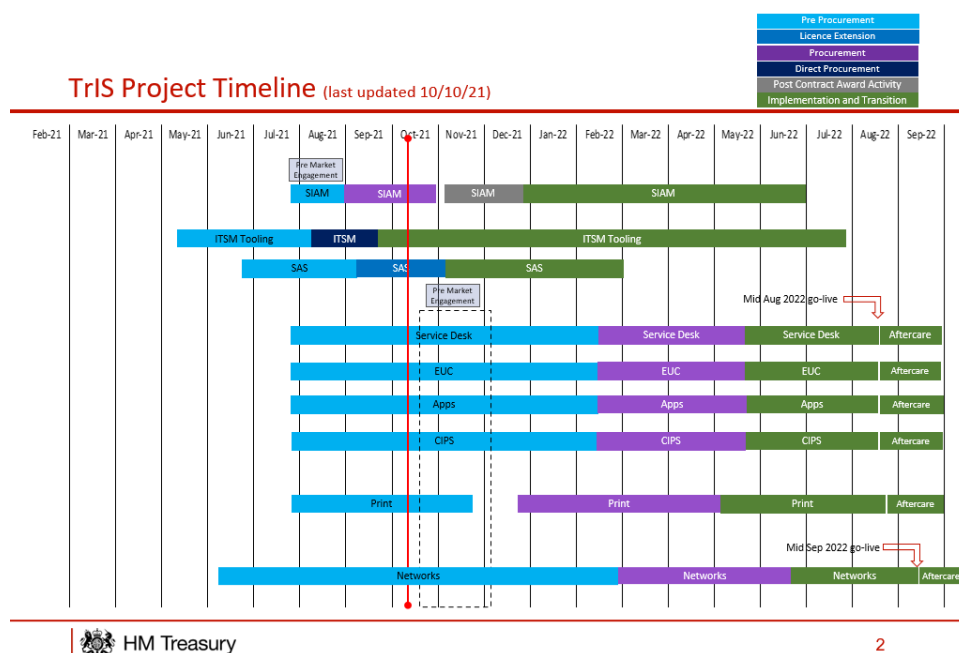 Pre Procurement
Licence Extension
Procurement
Direct Procurement
Post Contract Award Activity
Implementation and Transition
TrIS Project Timeline (last updated 10/10/21)
Feb-21 Mar-21 Apr-21 May-21 Jun-21 Jul-21 Aug-21 Sep-21 Oct-21 Nov-21 Dec-21 Jan-22 Feb-22 Mar-22 Apr-22 May-22 Jun-22 Jul-22 Aug-22 Sep-22
Pre Market
Engagement
SIAM SIAM SIAM SIAM
ITSM Tooling ITSM ITSM Tooling
SAS SAS SAS
Pre Market
Engagement
Mid Aug 2022 go-live
Service Desk Service Desk Service Desk Aftercare
EUC EUC EUC Aftercare
Apps Apps Apps Aftercare
CIPS CIPS CIPS Aftercare
Print Print Print Aftercare
Mid Sep 2022 go-live
Networks Networks Networks Aftercare
HM Treasury
2